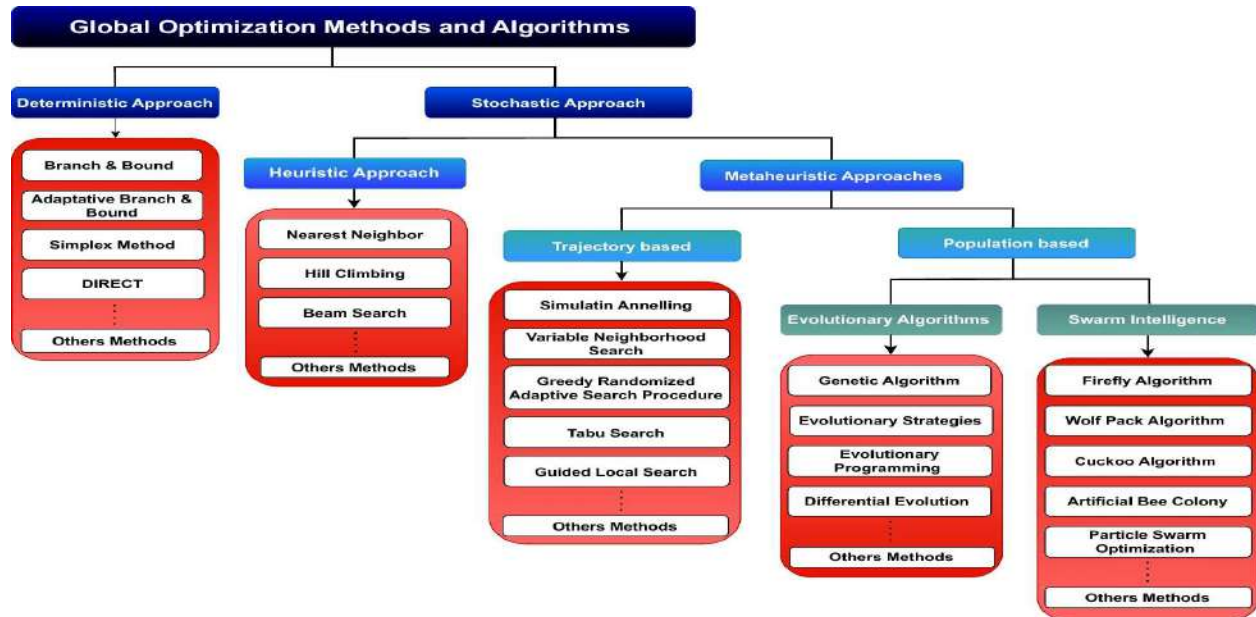 Global Optimization Methods and Algorithms
Deterministic Approach
Stochastic Approach
Branch & Bound
Adaptative Branch &
Bound
Simplex Method
DIRECT
Others Methods
Heuristic Approach
Metaheuristic Approaches
Nearest Neighbor
Hill Climbing
Beam Search
Others Methods
Trajectory based
Population based
Simulatin Annelling
Variable Neighborhood
Search
Greedy Randomized
Adaptive Search Procedure
Tabu Search
Guided Local Search
Others Methods
Evolutionary Algorithms
Swarm Intelligence
Genetic Algorithm
Evolutionary Strategies
Evolutionary
Programming
Differential Evolution
Others Methods
Firefly Algorithm
Wolf Pack Algorithm
Cuckoo Algorithm
Artificial Bee Colony
Particle Swarm
Optimization
Others Methods